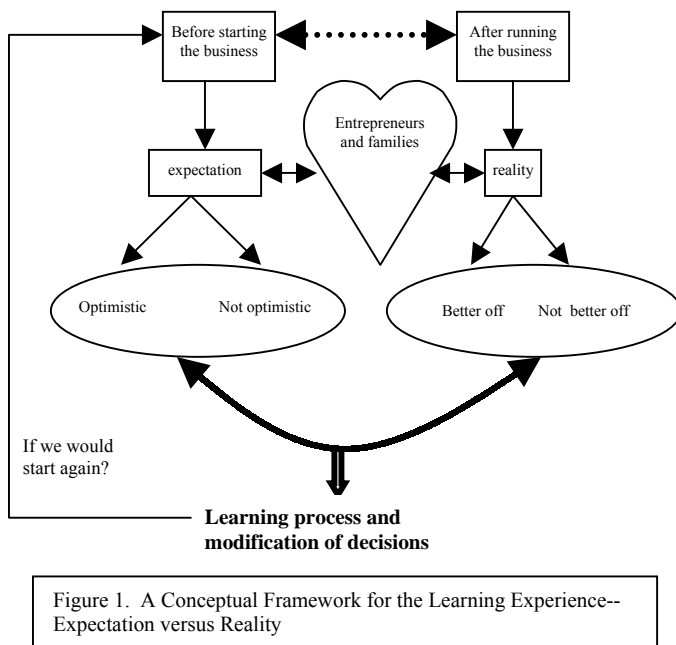 Before starting
the business
After running
the business
Entrepreneurs
and families
expectation
reality
Optimistic
Not optimistic
Better off
Not better off
If we would
start again?
Learning process and
modification of decisions
Figure 1. A Conceptual Framework for the Learning Experience--
Expectation versus Reality